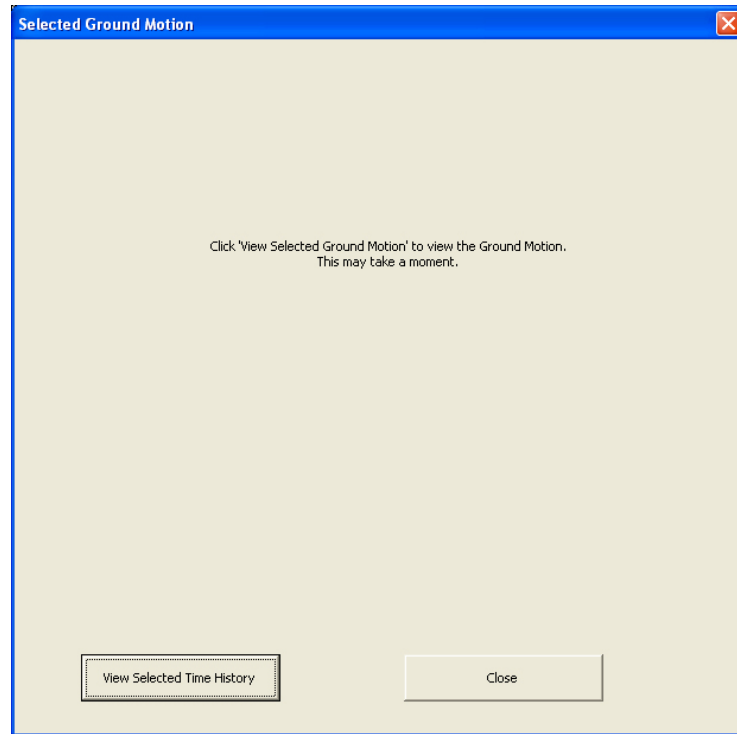 Selected Ground Motion
Click 'View Selected Ground Motion' to view the Ground Motion.
This may take a moment.
View Selected Time History
Close